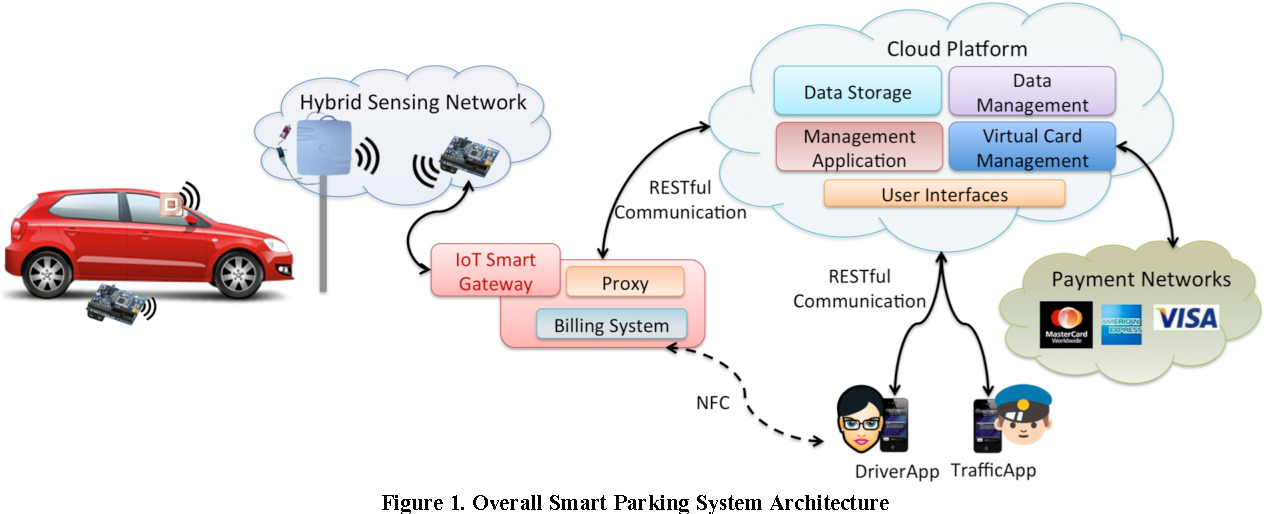 Cloud Platform
Data Storage
Data
Management
Management
Application
Virtual Card
Management
User Interfaces
Hybrid Sensing Network
RESTful
Communication
IoT Smart
Gateway
Proxy
Billing System
RESTful
Communication
Payment Networks
MasterCard
Worldwide
AMERICAN
EXPRESS
VISA
NFC
DriverApp
TrafficApp
Figure 1. Overall Smart Parking System Architecture